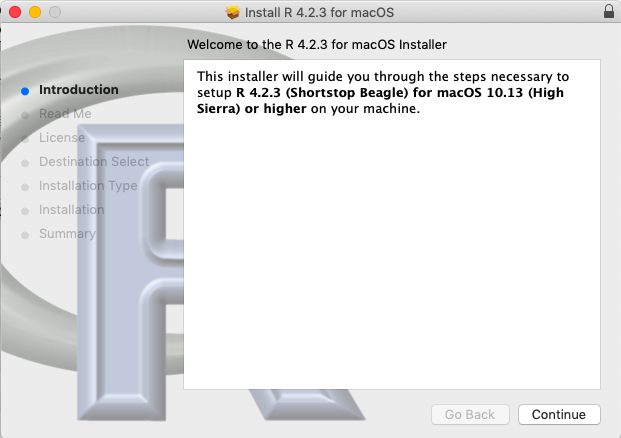 Install R 4.2.3 for macOS
Welcome to the R 4.2.3 for macOS Installer
Introduction
Read Me
License
Destination Select
Installation Type
Installation
Summary
This installer will guide you through the steps necessary to
setup R 4.2.3 (Shortstop Beagle) for macOS 10.13 (High
Sierra) or higher on your machine.
Go Back
Continue